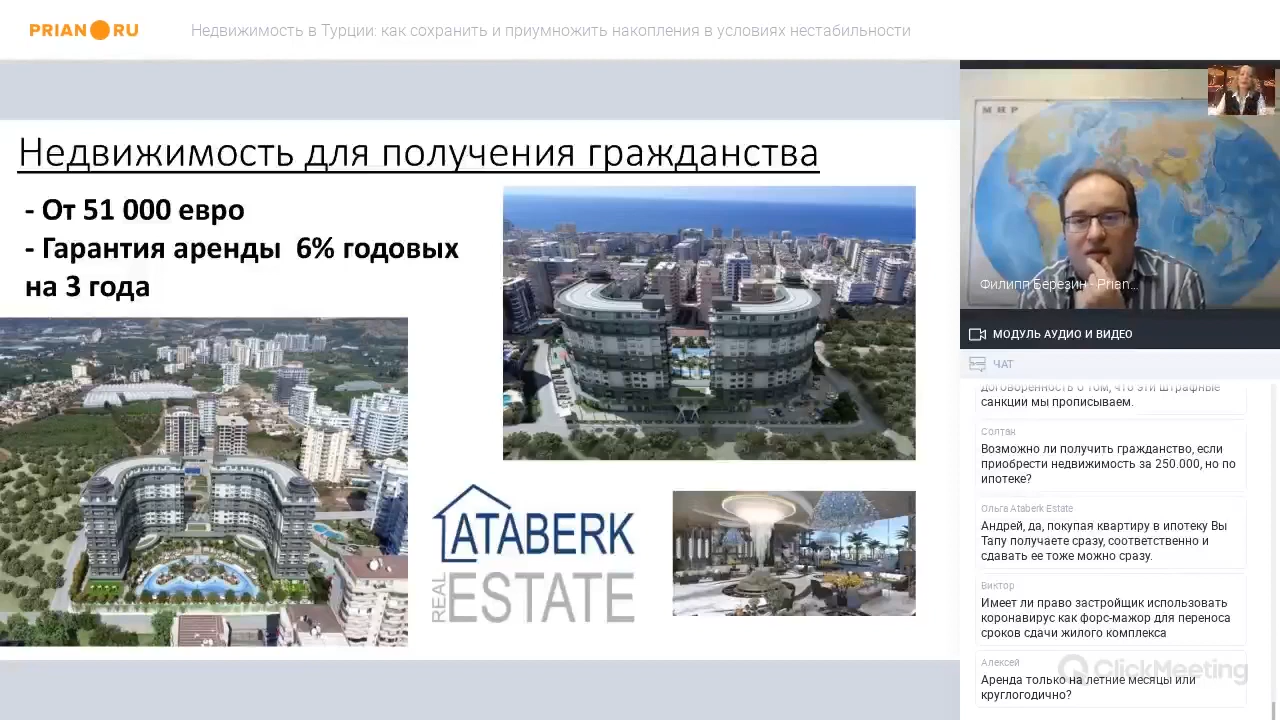 PRIAN RU
Недвижимость в Турции: как сохранить и приумножить накопления в условиях нестабильности
Недвижимость для получения гражданства
- От 51 000 евро
- Гарантия аренды 6% годовых
на 3 года
ATABERK
REAL ESTATE
МИР
Филипп Березин - Prian...
МОДУЛЬ АУДИО И ВИДЕО
ЧАТ
договоренность о том, что эти штрафные
санкции мы прописываем.
Солтан
Возможно ли получить гражданство, если
приобрести недвижимость за 250.000, но по
ипотеке?
Ольга Ataberk Estate
Андрей, да, покупая квартиру в ипотеку Вы
Тапу получаете сразу, соответственно и
сдавать ее тоже можно сразу.
Виктор
Имеет ли право застройщик использовать
коронавирус как форс-мажор для переноса
сроков сдачи жилого комплекса
Алексей
Аренда только на летние месяцы или
круглогодично?
ClickMeeting